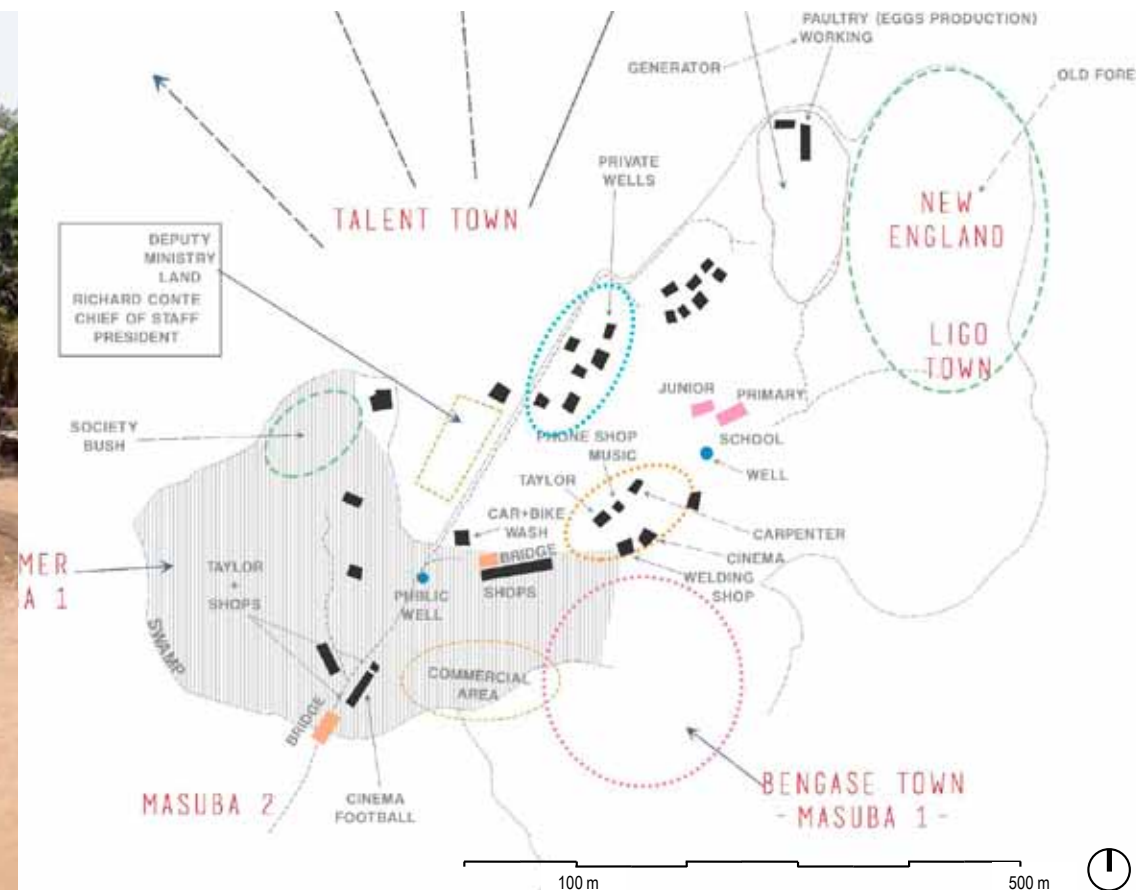 PAULTRY (EGGS PRODUCTION)
WORKING
GENERATOR
OLD FORE
PRIVATE
WELLS
TALENT TOWN
NEW
ENGLAND
DEPUTY
MINISTRY
LAND
RICHARD CONTE
CHIEF OF STAFF
PRESIDENT
LIGO
TOWN
JUNIOR
PRIMARY
SOCIETY
BUSH
PHONE SHOP
MUSIC
SCHOOL
WELL
TAYLOR
CAR+BIKE
WASH
CARPENTER
BRIDGE
CINEMA
MER
A 1
TAYLOR
+
SHOPS
PUBLIC
WELL
SHOPS
WELDING
SHOP
SWAMP
COMMERCIAL
AREA
BRIDGE
BENGASE TOWN
- MASUBA 1 -
MASUBA 2
CINEMA
FOOTBALL
100 m
500 m